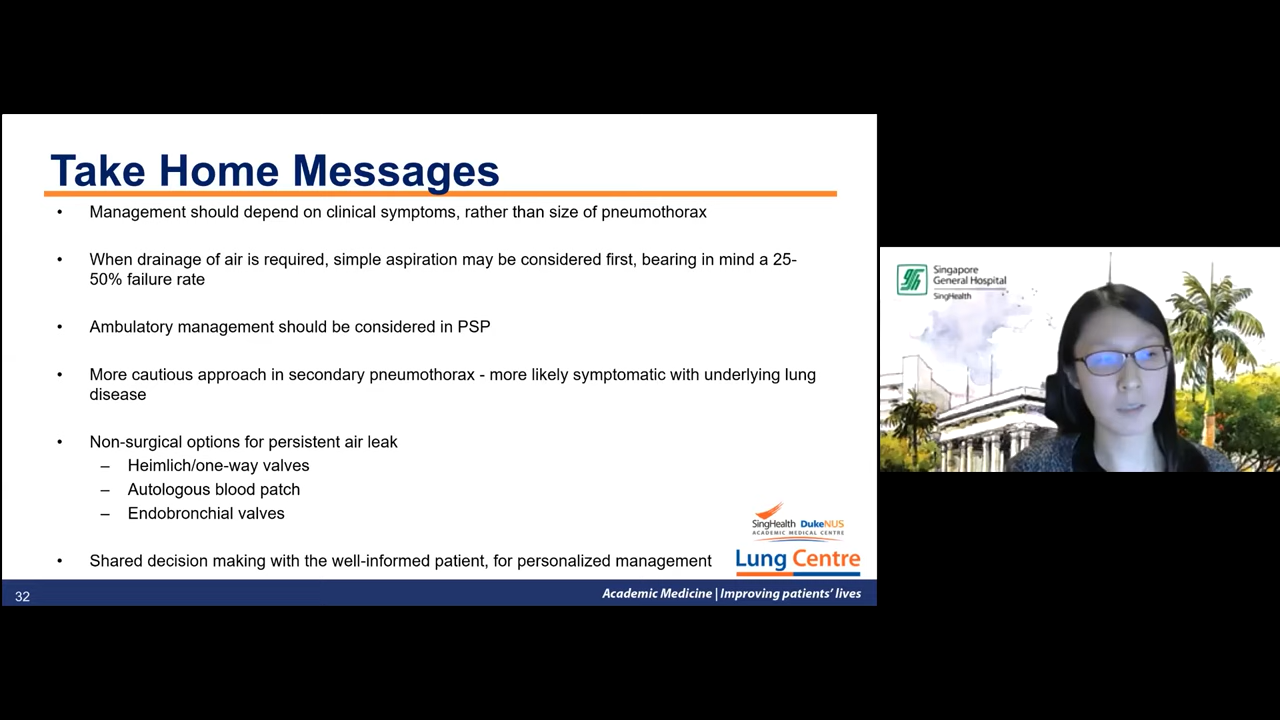 Take Home Messages
• Management should depend on clinical symptoms, rather than size of pneumothorax
• When drainage of air is required, simple aspiration may be considered first, bearing in mind a 25-
50% failure rate
• Ambulatory management should be considered in PSP
• More cautious approach in secondary pneumothorax - more likely symptomatic with underlying lung
disease
• Non-surgical options for persistent air leak
– Heimlich/one-way valves
– Autologous blood patch
– Endobronchial valves
• Shared decision making with the well-informed patient, for personalized management
SingHealth DukeNUS
ACADEMIC MEDICAL CENTRE
Lung Centre
32
Academic Medicine | Improving patients' lives
Singapore
General Hospital
SingHealth